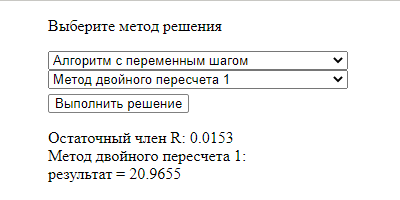 Выберите метод решения
Алгоритм с переменным шагом
Метод двойного пересчета 1
Выполнить решение
Остаточный член R: 0.0153
Метод двойного пересчета 1:
результат = 20.9655